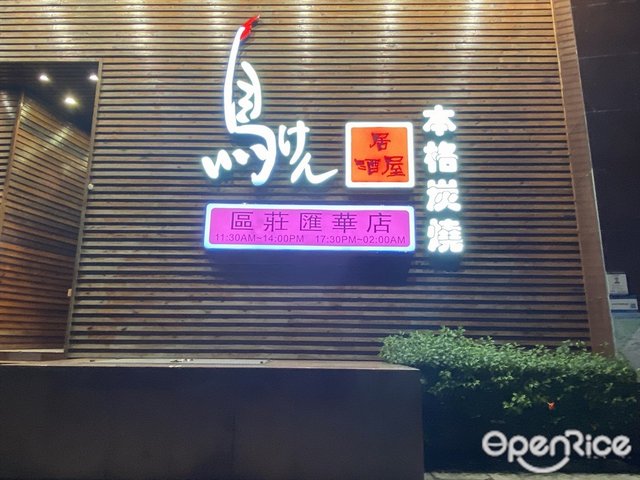 鳥けん
居
酒屋
本格炭燒
區莊匯華店
11:30AM~14:00PM 17:30PM~02:00AM
OPENRICE